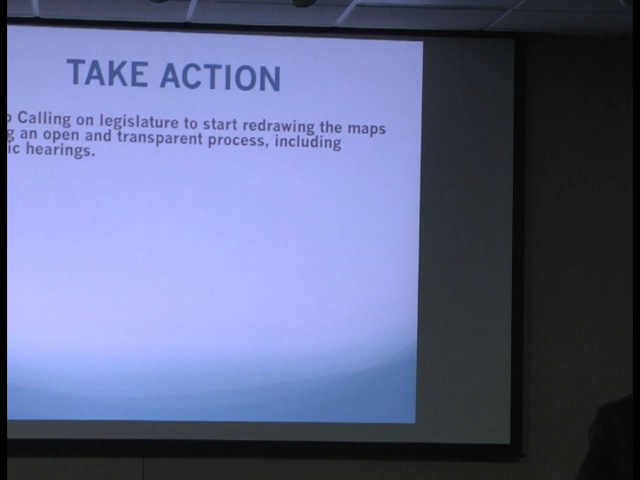 TAKE ACTION
Calling on legislature to start redrawing the maps
an open and transparent process, including
hearings.